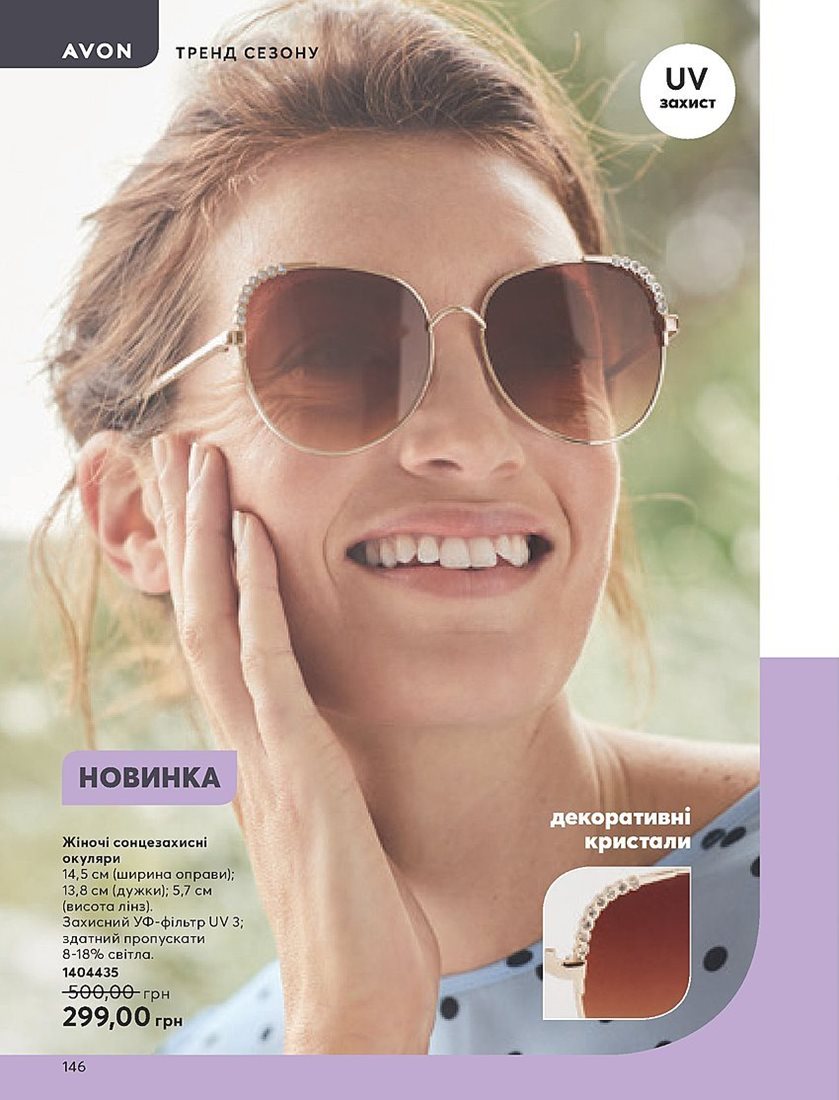 AVON
ТРЕНД СЕЗОНУ
UV
захист
НОВИНКА
Жіночі сонцезахисні
окуляри
14,5 см (ширина оправи);
13,8 см (дужки); 5,7 см
(висота лінз).
Захисний УФ-фільтр UV 3;
здатний пропускати
8-18% світла.
1404435
500,00 грн
299,00 грн
декоративні
кристали
146